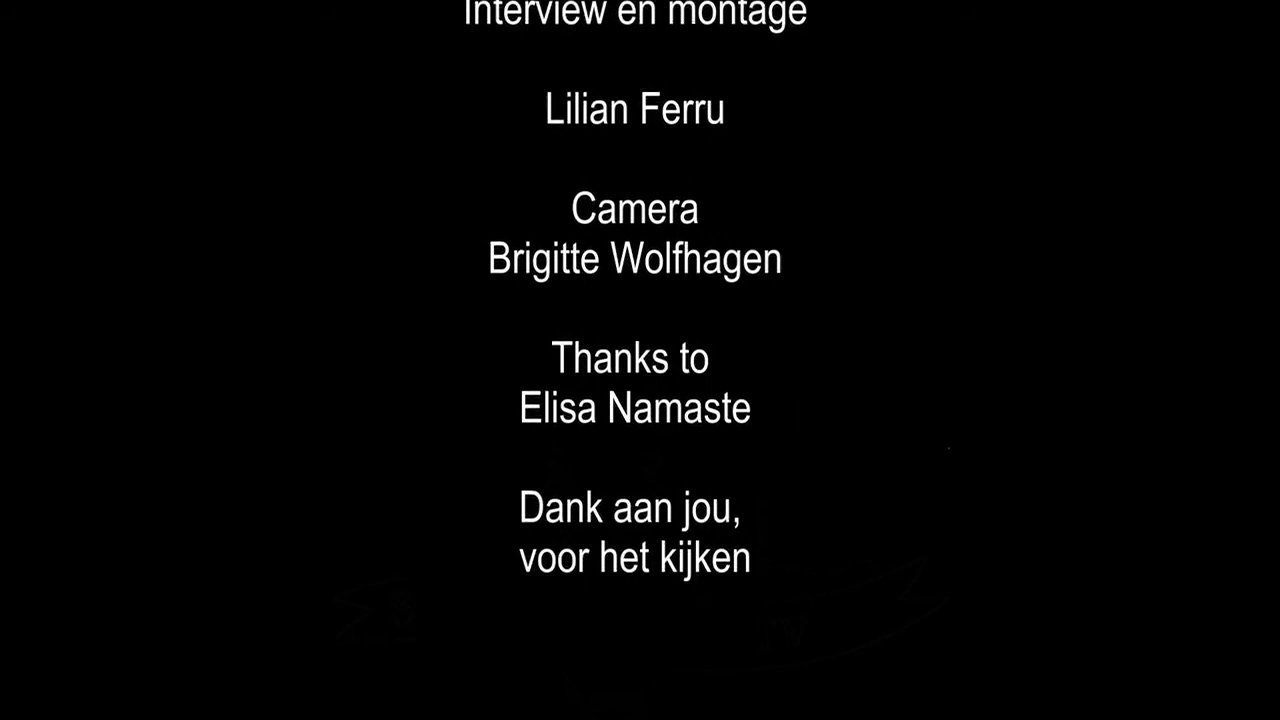 Interview en montage
Lilian Ferru
Camera
Brigitte Wolfhagen
Thanks to
Elisa Namaste
Dank aan jou,
voor het kijken